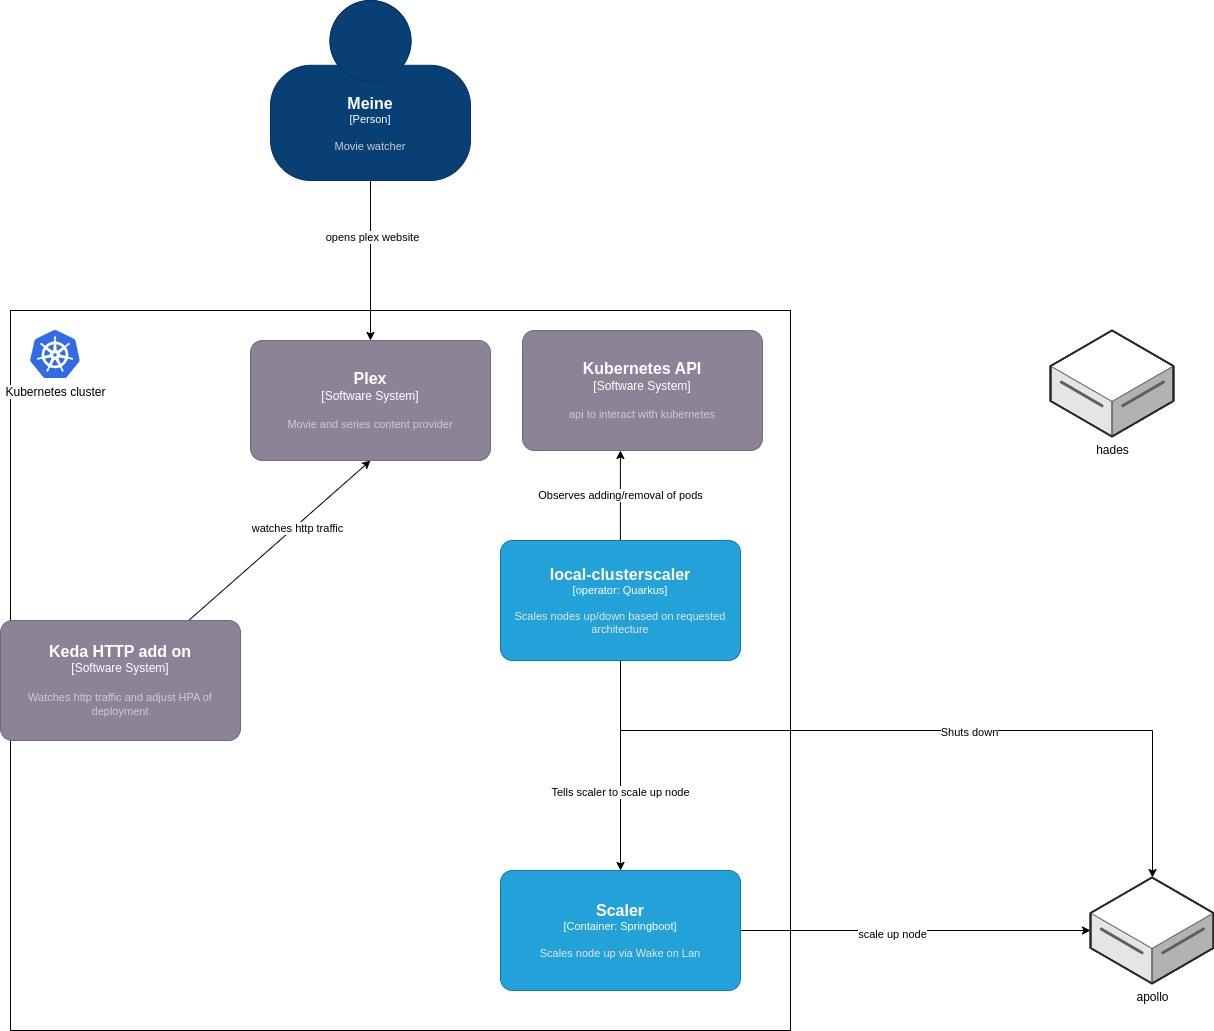 Meine
[Person]
Movie watcher
opens plex website
Kubernetes cluster
Plex
[Software System]
Movie and series content provider
Kubernetes API
[Software System]
api to interact with kubernetes
hades
Observes adding/removal of pods
watches http traffic
local-clusterscaler
[operator: Quarkus]
Scales nodes up/down based on requested
architecture
Keda HTTP add on
[Software System]
Watches http traffic and adjust HPA of
deployment
Shuts down
Tells scaler to scale up node
Scaler
[Container: Springboot]
Scales node up via Wake on Lan
scale up node
apollo